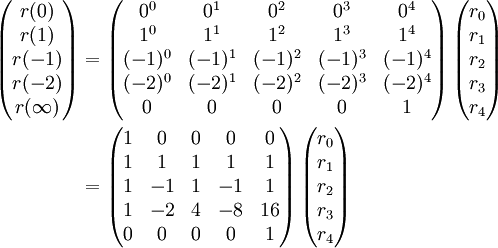 r(0) 0^0 0^1 0^2 0^3 0^4 r_0
r(1) 1^0 1^1 1^2 1^3 1^4 r_1
r(−1) = (−1)^0 (−1)^1 (−1)^2 (−1)^3 (−1)^4 r_2
r(−2) (−2)^0 (−2)^1 (−2)^2 (−2)^3 (−2)^4 r_3
r(∞) 0 0 0 0 1 r_4
1 0 0 0 0 r_0
1 1 1 1 1 r_1
= 1 −1 1 −1 1 r_2
1 −2 4 −8 16 r_3
0 0 0 0 1 r_4